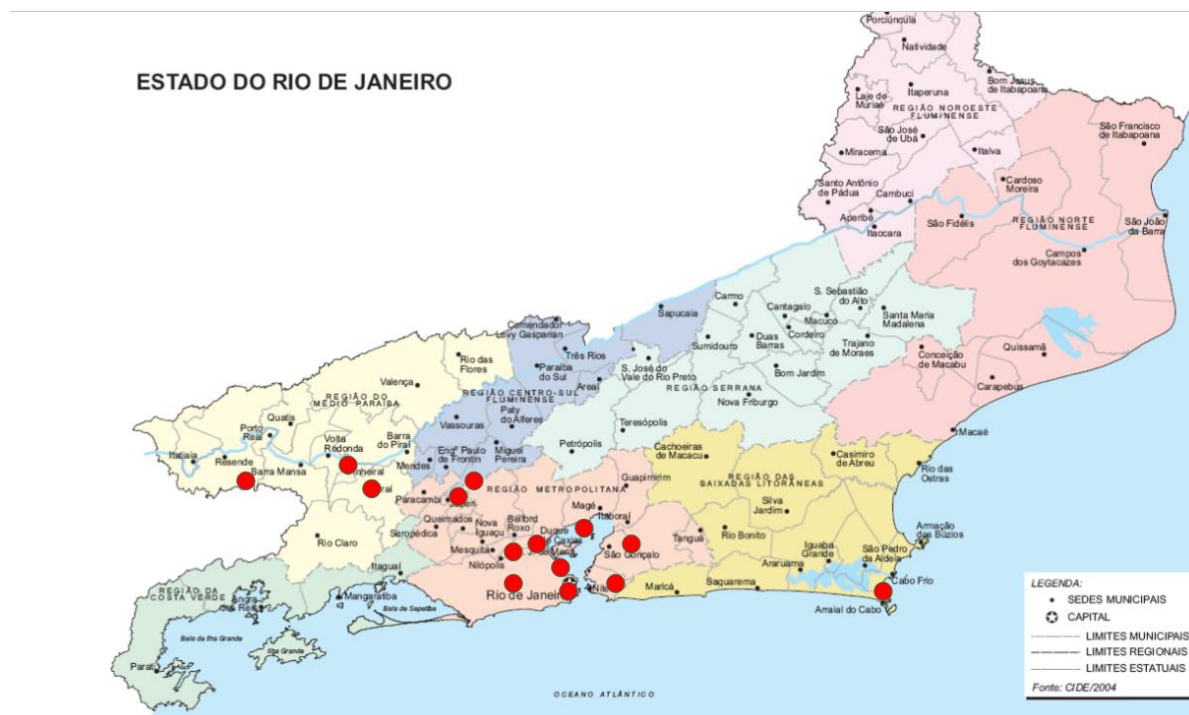 Porciúncula
Natividade
ESTADO DO RIO DE JANEIRO
Bom Jesus
de Itabapoana
Laje de
Muriaé
Itaperuna
REGIÃO NOROESTE
FLUMINENSE
São Francisco
de Itabapoana
São José
de Ubá
Miracema
Italva
Santo Antônio
de Pádua
Cambuci
Cardoso
Moreira
Aperibé
Itaocara
São Fidélis
REGIÃO NORTE
FLUMINENSE
São João
da Barra
Campos
dos Goytacazes
Carmo
Cantagalo
S. Sebastião
do Alto
Macuco
Cordeiro
Santa Maria
Madalena
Sapucaia
Comendador
Levy Gasparian
Sumidouro
Duas
Barras
Trajano
de Moraes
Conceição
de Macabu
Quissamã
Carapebus
Rio das
Flores
Três Rios
Paraíba
do Sul
Areal
S. José do
Vale do Rio Preto
Bom Jardim
REGIÃO SERRANA
Nova Friburgo
Valença
REGIÃO DO
MÉDIO PARAÍBA
REGIÃO CENTRO-SUL
FLUMINENSE
Vassouras
Paty
do Alferes
Teresópolis
Petrópolis
Macaé
Quatis
Porto
Real
Volta
Redonda
Barra
do Piraí
Mendes
Engº Paulo
de Frontin
Miguel
Pereira
Cachoeiras
de Macacu
Casimiro
de Abreu
Rio das
Ostras
Itatiaia
Resende
Barra Mansa
Paracambi
REGIÃO METROPOLITANA
Guapimirim
REGIÃO DAS
BAIXADAS LITORÂNEAS
Silva
Jardim
Magé
Itaboraí
Queimados
Nova
Iguaçu
Belford
Roxo
Duque
Seropédica
Mesquita
Nilópolis
São Gonçalo
Tanguá
Rio Bonito
Armação
dos Búzios
Rio Claro
Itaguaí
Iguaba
Grande
São Pedro
da Aldeia
Araruama
Cabo Frio
Maricá
Saquarema
Arraial do Cabo
REGIÃO DA
COSTA VERDE
Angra
dos Reis
Mangaratiba
Baía de Sepetiba
Baía da Ilha Grande
Ilha Grande
Parati
OCEANO ATLÂNTICO
LEGENDA:
SEDES MUNICIPAIS
CAPITAL
LIMITES MUNICIPAIS
LIMITES REGIONAIS
LIMITES ESTATUAIS
Fonte: CIDE/2004